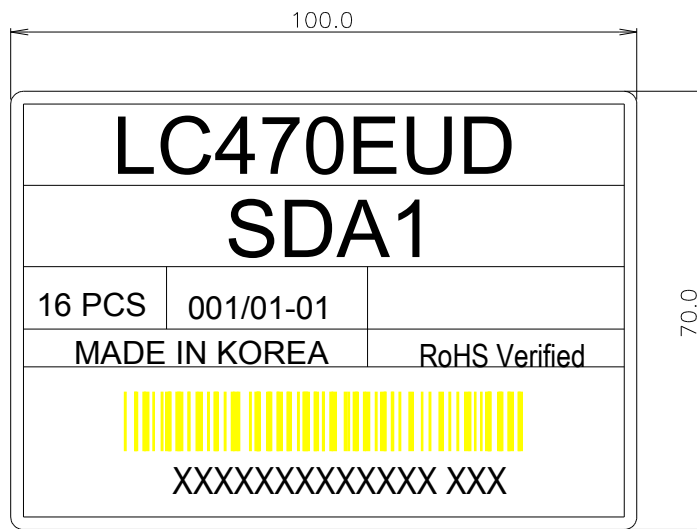 100.0
LC470EUD
SDA1
16 PCS 001/01-01
70.0
MADE IN KOREA RoHS Verified
XXXXXXXXXXXXX XXX